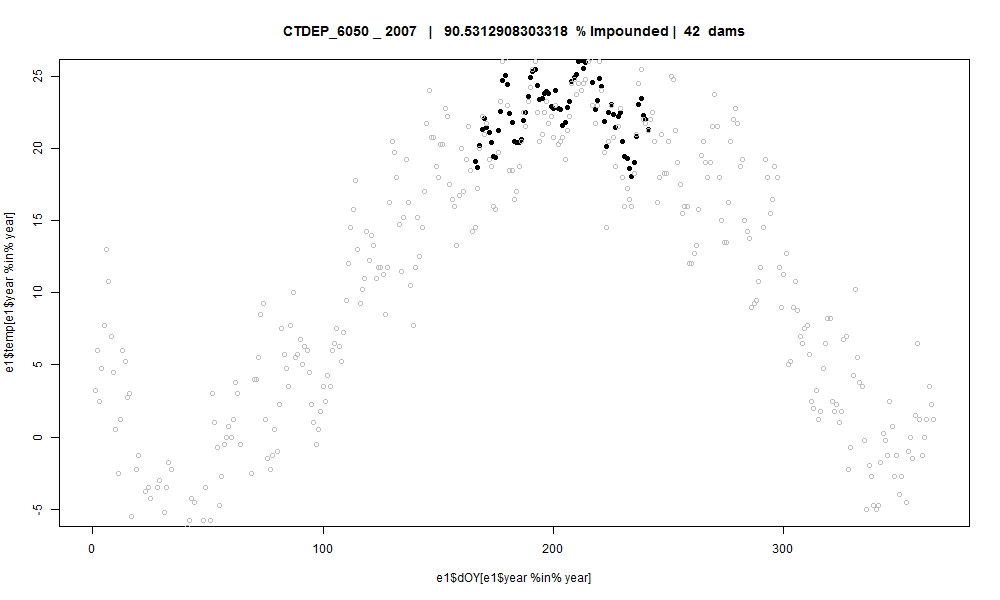 CTDEP_6050 _ 2007 | 90.5312908303318 % Impounded | 42 dams
e1$temp[e1$year %in% year]
25
20
15
10
5
0
-5
0 100 200 300
e1$dOY[e1$year %in% year]